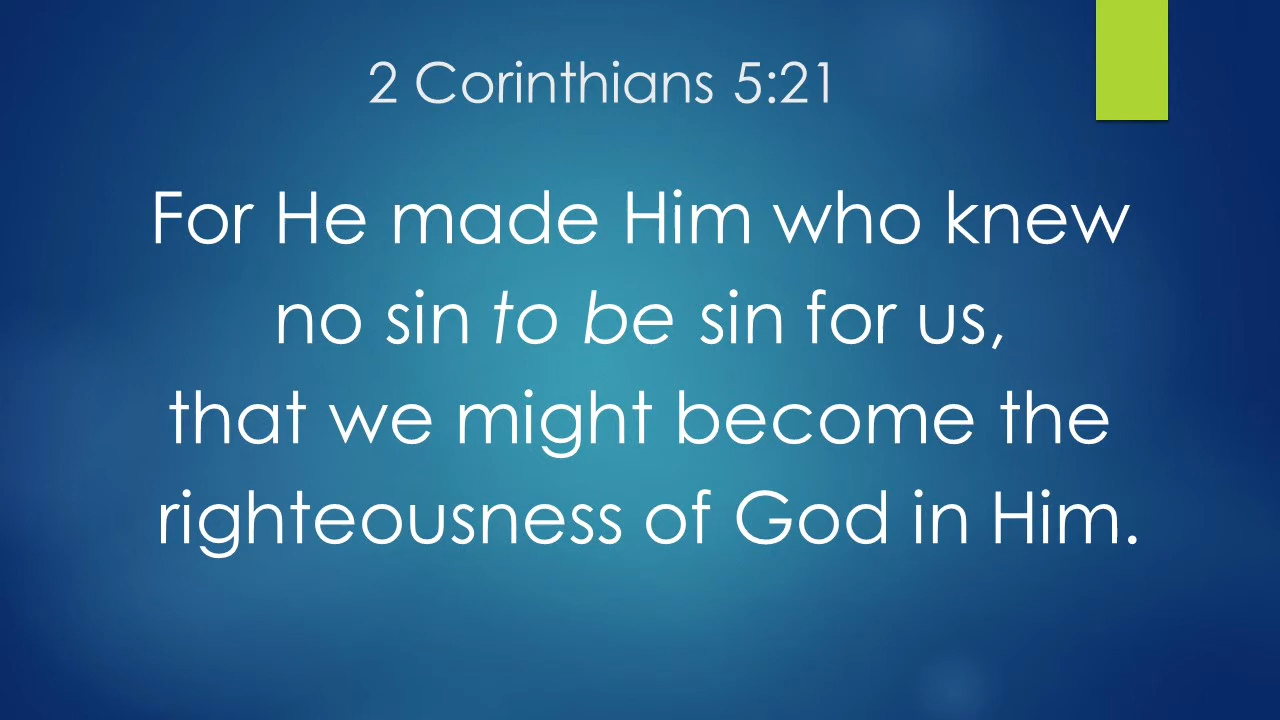 2 Corinthians 5:21
For He made Him who knew
no sin to be sin for us,
that we might become the
righteousness of God in Him.